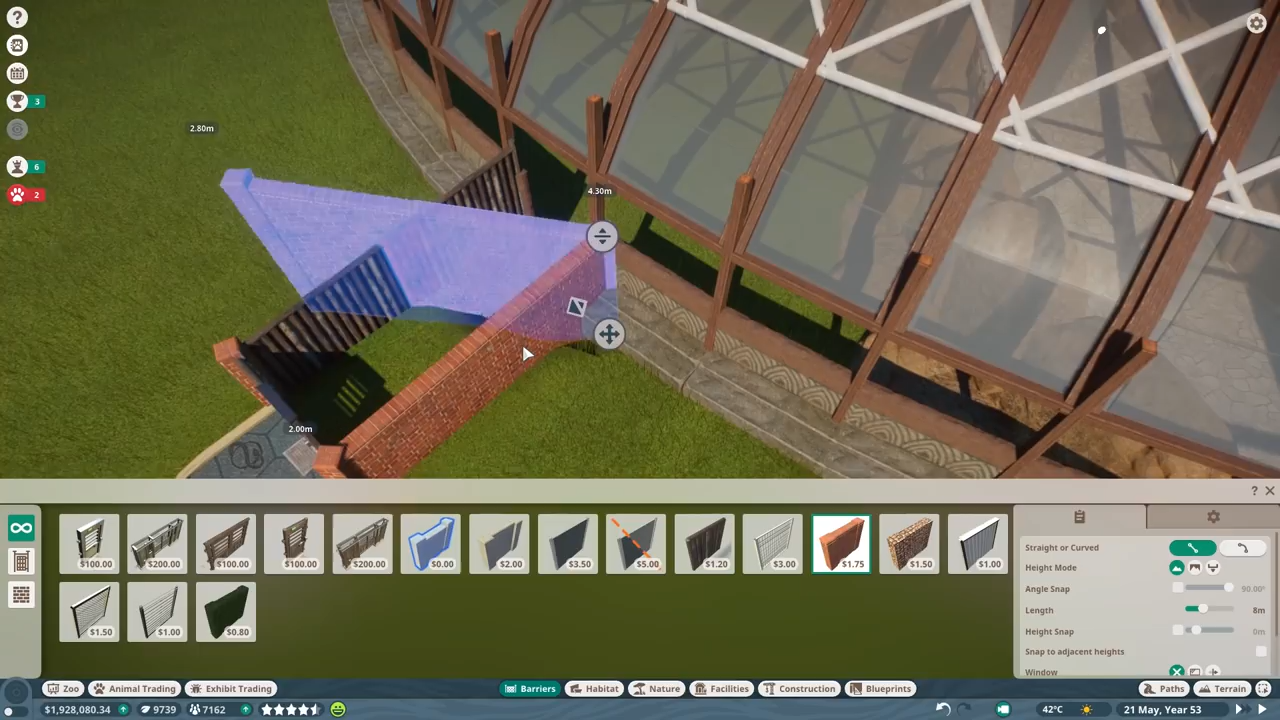 3
6
2
2.80m
4.30m
2.00m
?
$100.00
$200.00
$100.00
$100.00
$200.00
$0.00
$2.00
$3.50
$5.00
$1.20
$3.00
$1.75
$1.50
$1.00
$1.50
$1.00
$0.80
Straight or Curved
Height Mode
Angle Snap 90.00°
Length 8m
Height Snap 0m
Snap to adjacent heights
Window
Zoo Animal Trading Exhibit Trading Barriers Habitat Nature Facilities Construction Blueprints Paths Terrain
$1,928,080.34 9739 7162 42°C 21 May, Year 53